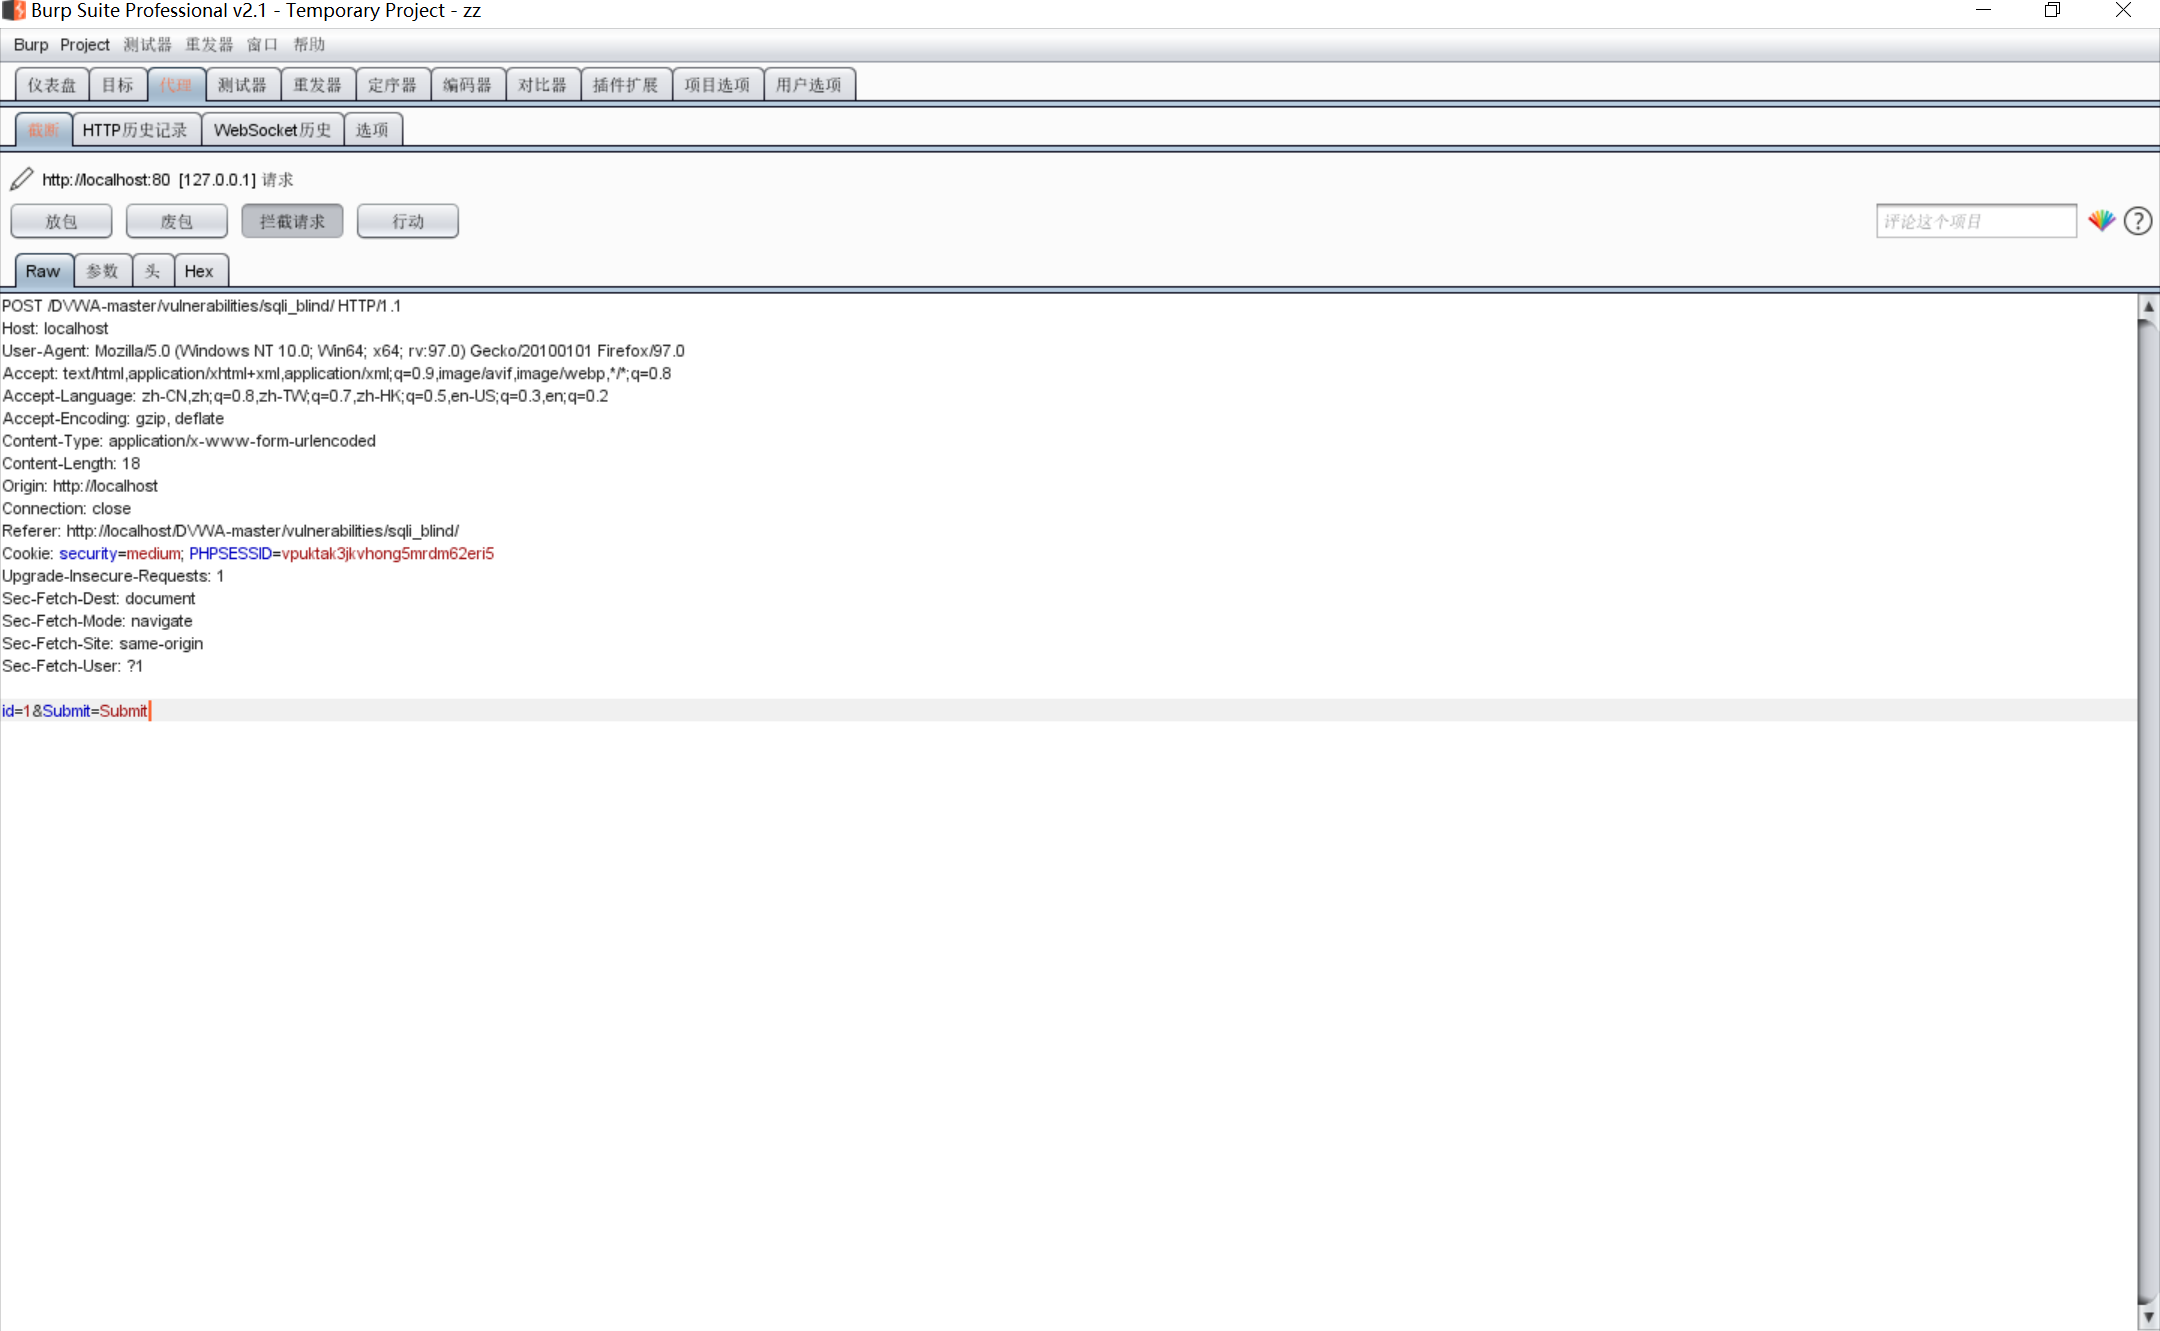 Burp Suite Professional v2.1 - Temporary Project - zz
Burp Project 测试器 重发器 窗口 帮助
仪表盘 目标 代理 测试器 重发器 定序器 编码器 对比器 插件扩展 项目选项 用户选项
截断 HTTP历史记录 WebSocket历史 选项
http://localhost:80 [127.0.0.1] 请求
放包 废包 拦截请求 行动 评论这个项目 ?
Raw 参数 头 Hex
POST /DVWA-master/vulnerabilities/sqli_blind/ HTTP/1.1
Host: localhost
User-Agent: Mozilla/5.0 (Windows NT 10.0; Win64; x64; rv:97.0) Gecko/20100101 Firefox/97.0
Accept: text/html,application/xhtml+xml,application/xml;q=0.9,image/avif,image/webp,*/*;q=0.8
Accept-Language: zh-CN,zh;q=0.8,zh-TW;q=0.7,zh-HK;q=0.5,en-US;q=0.3,en;q=0.2
Accept-Encoding: gzip, deflate
Content-Type: application/x-www-form-urlencoded
Content-Length: 18
Origin: http://localhost
Connection: close
Referer: http://localhost/DVWA-master/vulnerabilities/sqli_blind/
Cookie: security=medium; PHPSESSID=vpuktak3jkvhong5mrdm62eri5
Upgrade-Insecure-Requests: 1
Sec-Fetch-Dest: document
Sec-Fetch-Mode: navigate
Sec-Fetch-Site: same-origin
Sec-Fetch-User: ?1
id=1&Submit=Submit